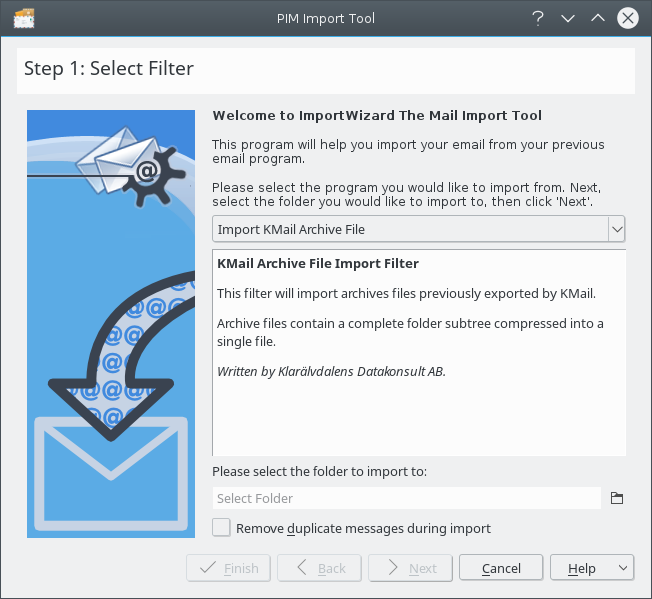 PIM Import Tool
Step 1: Select Filter
Welcome to ImportWizard The Mail Import Tool
This program will help you import your email from your previous
email program.
Please select the program you would like to import from. Next,
select the folder you would like to import to, then click 'Next'.
Import KMail Archive File
KMail Archive File Import Filter
This filter will import archives files previously exported by KMail.
Archive files contain a complete folder subtree compressed into a
single file.
Written by Klarälvdalens Datakonsult AB.
Please select the folder to import to:
Select Folder
Remove duplicate messages during import
Finish Back Next Cancel Help